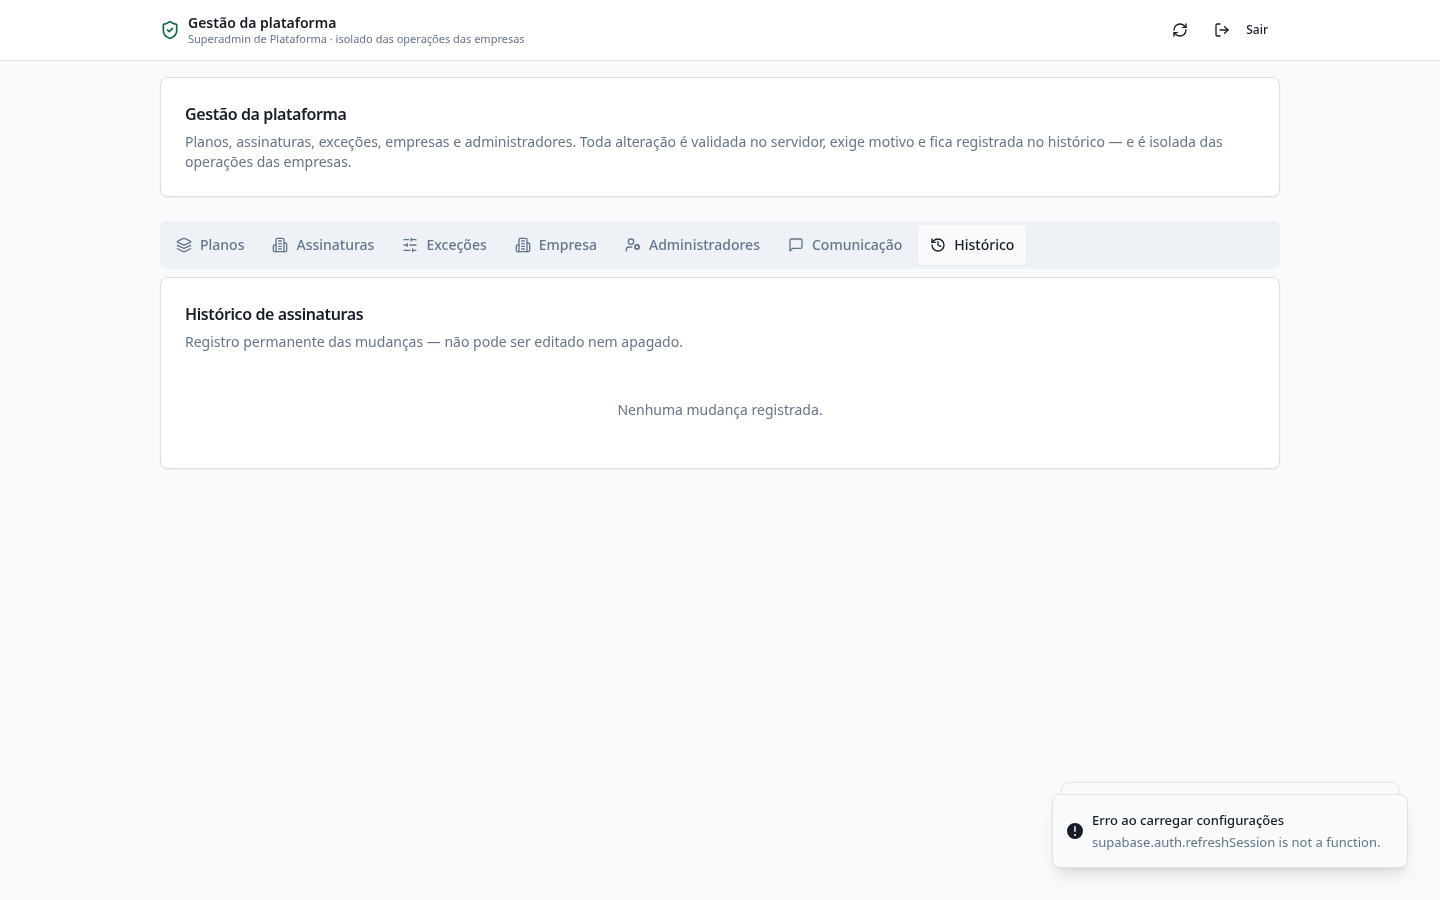 Gestão da plataforma
Superadmin de Plataforma · isolado das operações das empresas
Sair
Gestão da plataforma
Planos, assinaturas, exceções, empresas e administradores. Toda alteração é validada no servidor, exige motivo e fica registrada no histórico — e é isolada das
operações das empresas.
Planos
Assinaturas
Exceções
Empresa
Administradores
Comunicação
Histórico
Histórico de assinaturas
Registro permanente das mudanças — não pode ser editado nem apagado.
Nenhuma mudança registrada.
Erro ao carregar configurações
supabase.auth.refreshSession is not a function.